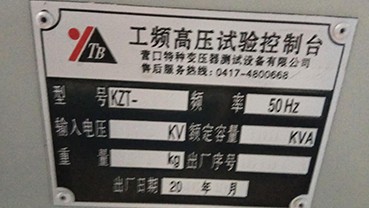 YTB
工频高压试验控制台
营口特种变压器测试设备有限公司
售后服务热线:0417-4800668
型号 KZT- 频率 50Hz
输入电压 KV 额定容量 KVA
重量 kg 出厂序号
出厂日期 20 年 月